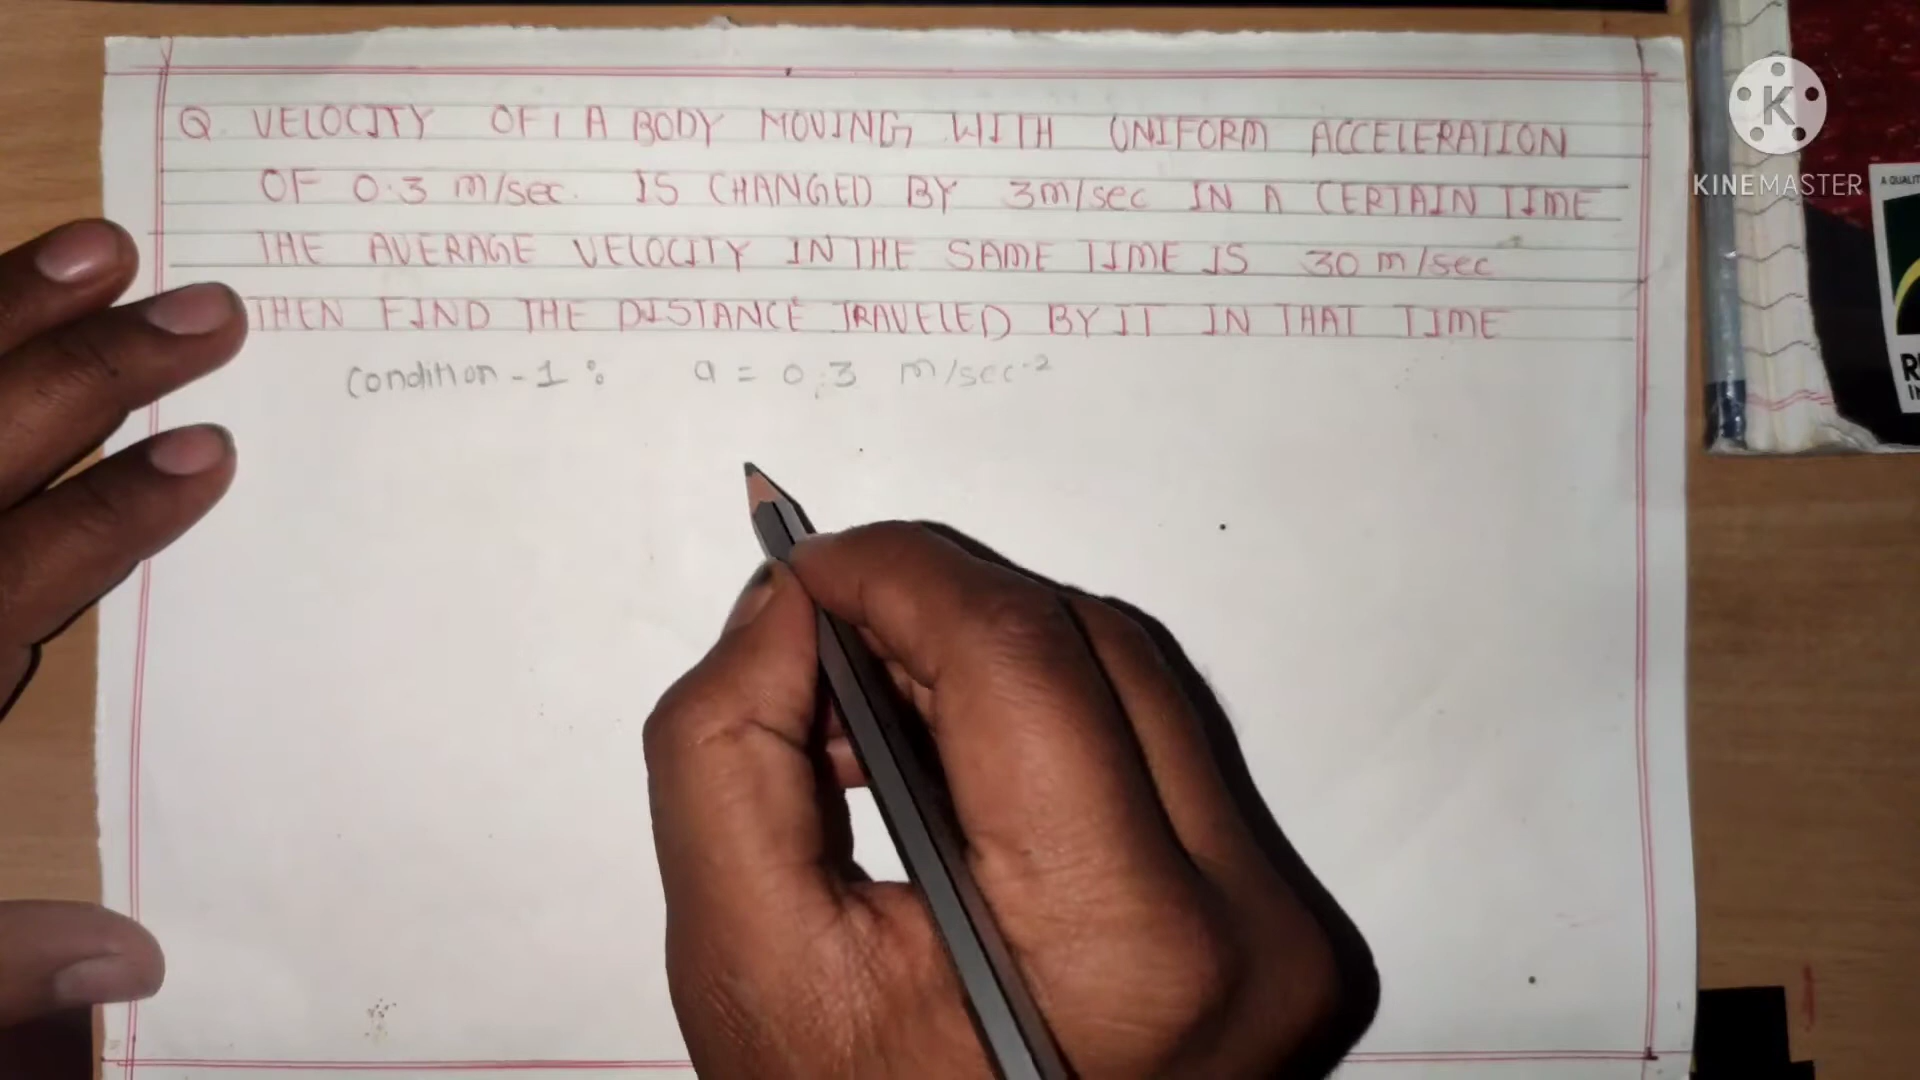 Q. VELOCITY OF A BODY MOVING WITH UNIFORM ACCELERATION
OF 0.3 m/sec. IS CHANGED BY 3m/sec IN A CERTAIN TIME
THE AVERAGE VELOCITY IN THE SAME TIME IS 30 m/sec
THEN FIND THE DISTANCE TRAVELED BY IT IN THAT TIME
Condition-1: a = 0.3 m/sec-2
K
KINEMASTER
A QUALIT